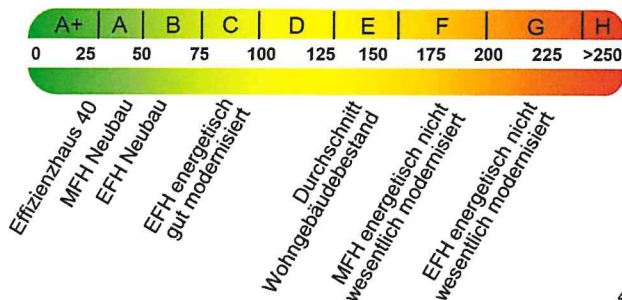 A+ A B C D E F G H
0 25 50 75 100 125 150 175 200 225 >250
Effizienzhaus 40
MFH Neubau
EFH Neubau
EFH energetisch
gut modernisiert
Durchschnitt
Wohngebäudebestand
MFH energetisch nicht
wesentlich modernisiert
EFH energetisch nicht
wesentlich modernisiert